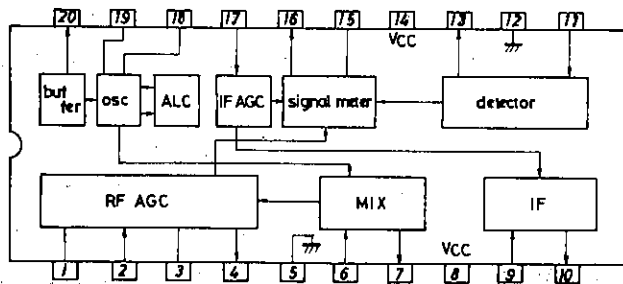 20 19 18 17 16 15 14 13 12 11
VCC
buf
fer
osc
ALC
IF AGC
signal meter
detector
RF AGC
MIX
IF
VCC
1 2 3 4 5 6 7 8 9 10